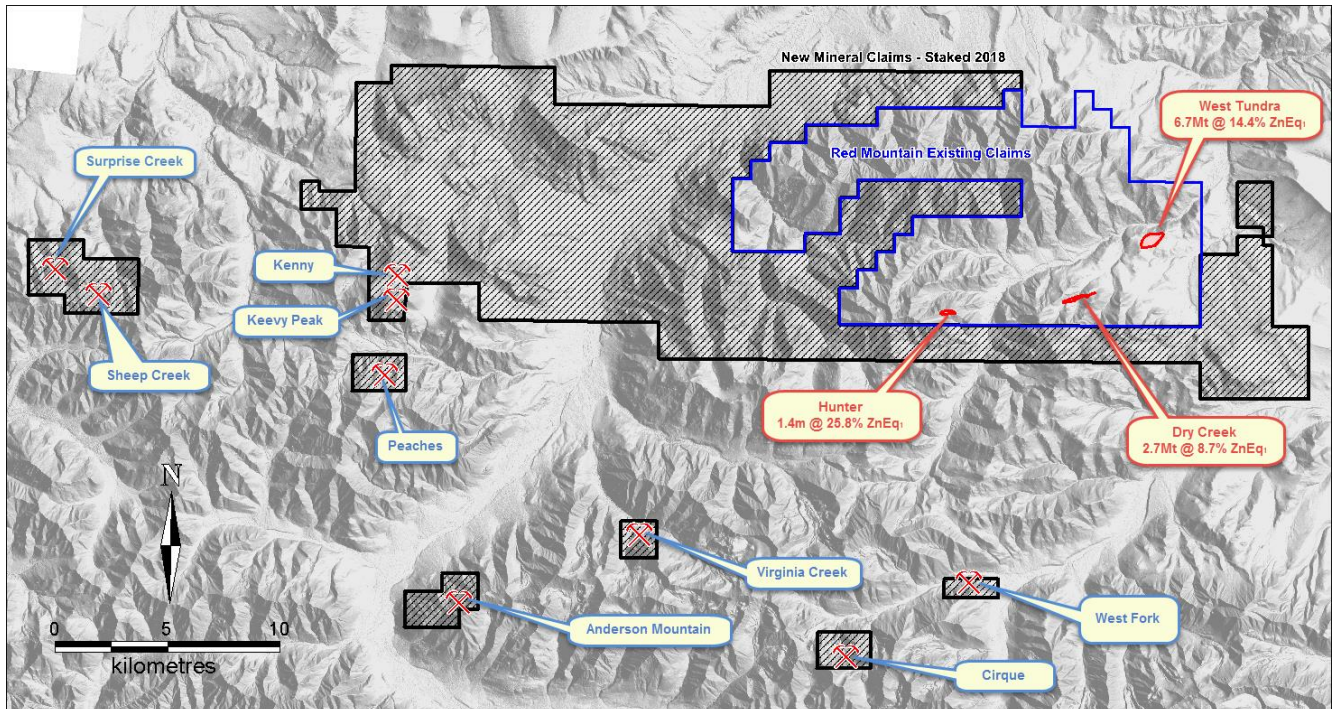 New Mineral Claims - Staked 2018
West Tundra
6.7Mt @ 14.4% ZnEq₁
Surprise Creek
Red Mountain Existing Claims
Kenny
Keevy Peak
Sheep Creek
Hunter
1.4m @ 25.8% ZnEq₁
Dry Creek
2.7Mt @ 8.7% ZnEq₁
Peaches
N
Virginia Creek
West Fork
Anderson Mountain
0 5 10
kilometres
Cirque